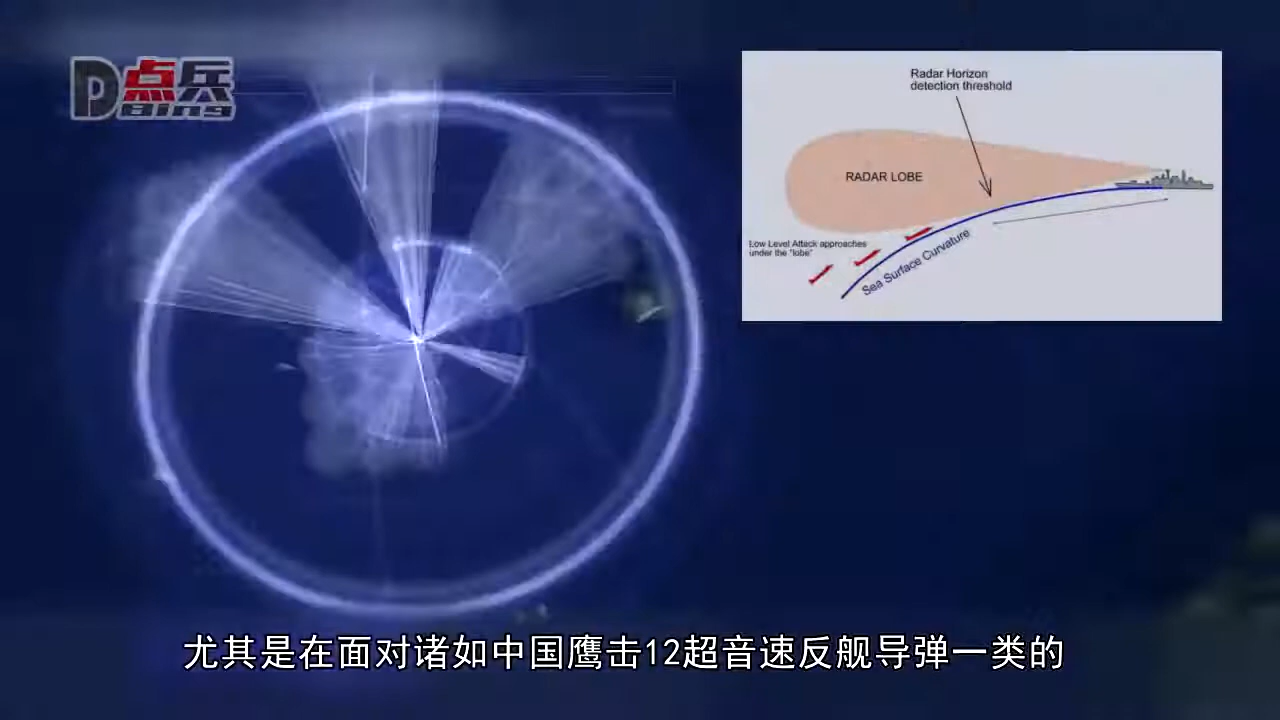 D点兵
Bing
Radar Horizon
detection threshold
RADAR LOBE
Low Level Attack approaches
under the "lobe"
Sea Surface Curvature
尤其是在面对诸如中国鹰击12超音速反舰导弹一类的